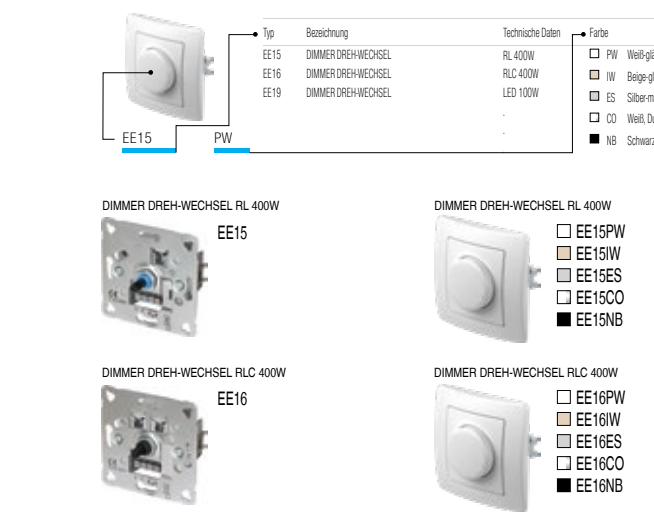 Typ Bezeichnung Technische Daten Farbe
EE15 DIMMER DREH-WECHSEL RL 400W PW
EE16 DIMMER DREH-WECHSEL RLC 400W IW
EE19 DIMMER DREH-WECHSEL LED 100W ES
CO Weiß,
NB
EE15 PW
DIMMER DREH-WECHSEL RL 400W
EE15
DIMMER DREH-WECHSEL RL 400W
EE15PW
EE15IW
EE15ES
EE15CO
EE15NB
DIMMER DREH-WECHSEL RLC 400W
EE16
DIMMER DREH-WECHSEL RLC 400W
EE16PW
EE16IW
EE16ES
EE16CO
EE16NB